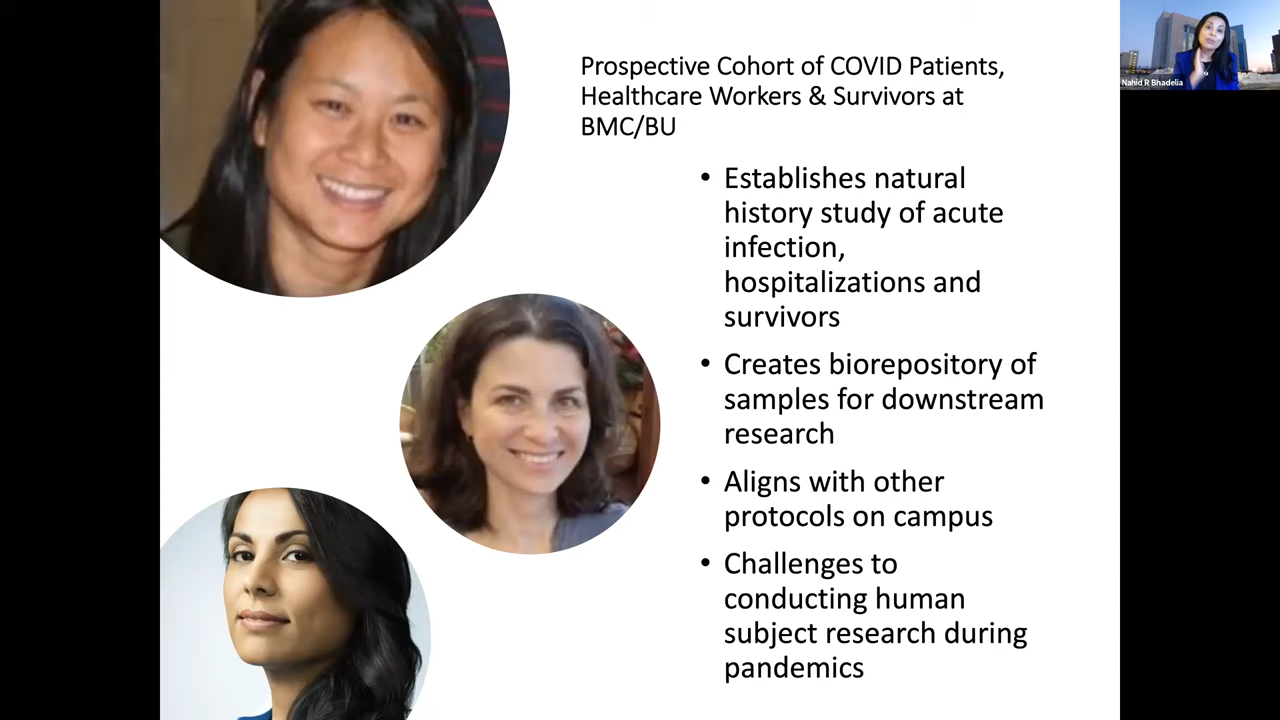 Prospective Cohort of COVID Patients,
Healthcare Workers & Survivors at
BMC/BU
• Establishes natural
history study of acute
infection,
hospitalizations and
survivors
• Creates biorepository of
samples for downstream
research
• Aligns with other
protocols on campus
• Challenges to
conducting human
subject research during
pandemics
Nahid R Bhadelia